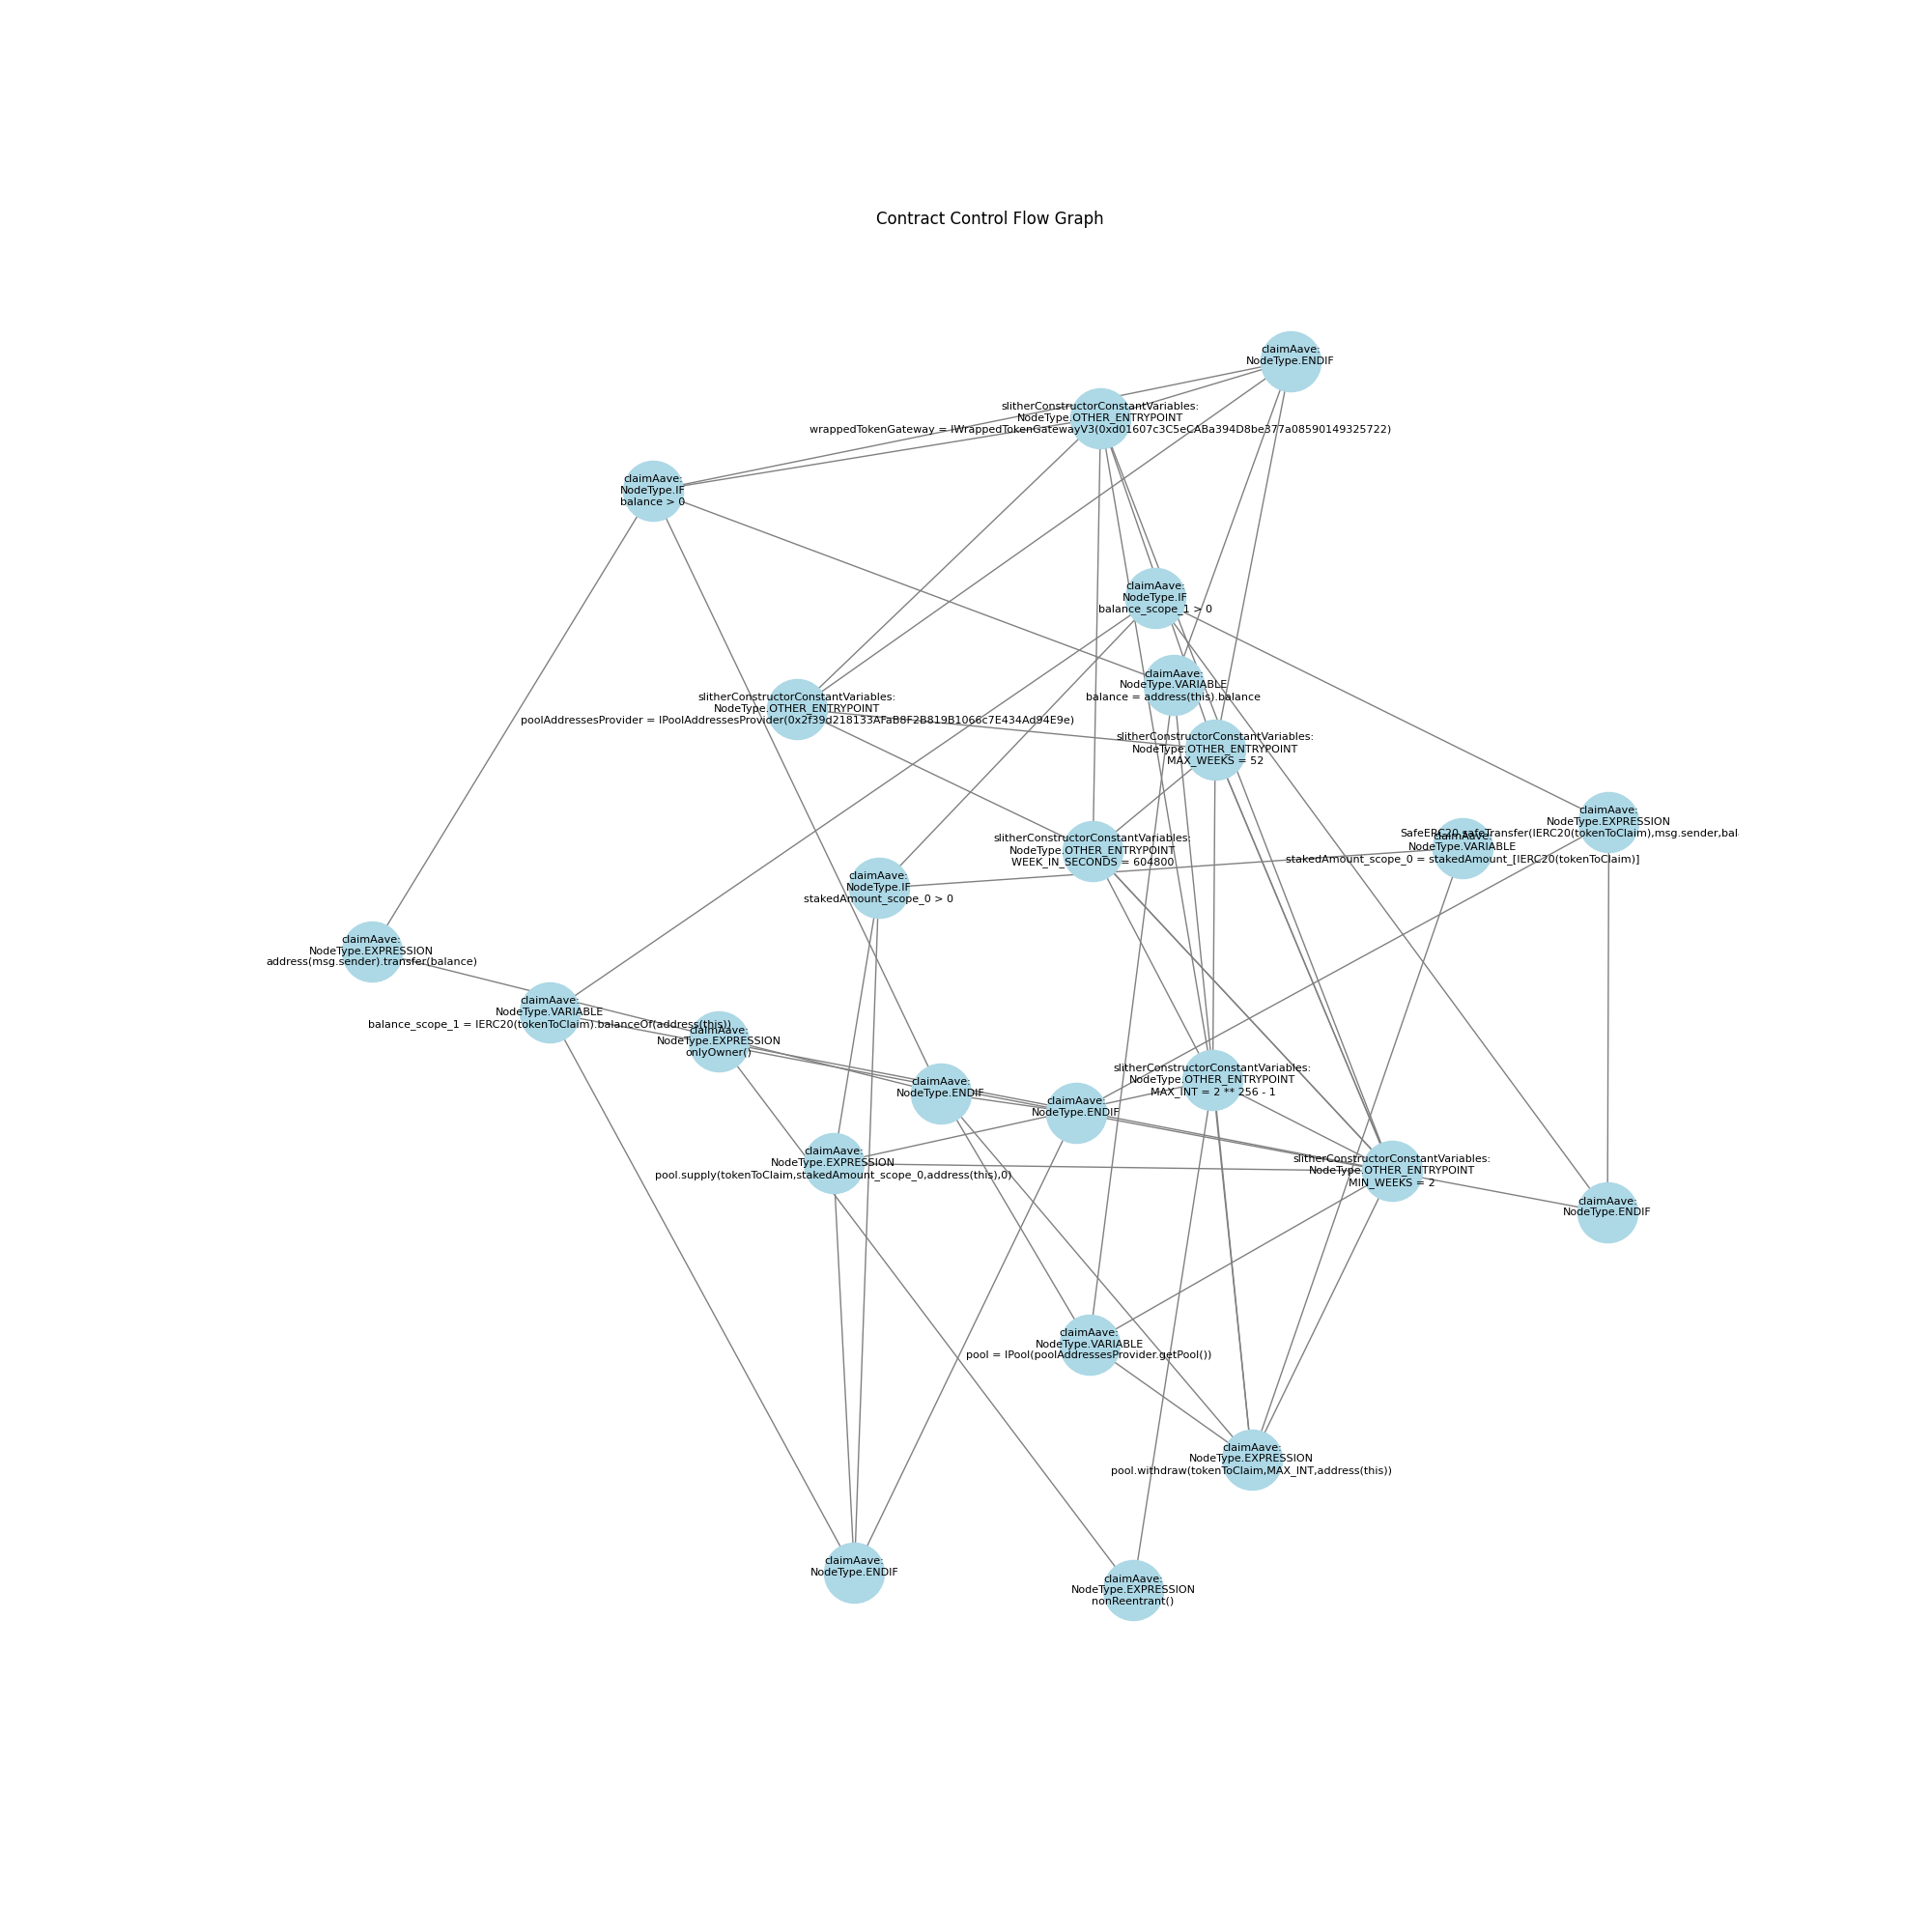 Contract Control Flow Graph
claimAave:
NodeType.ENDIF
slitherConstructorConstantVariables:
NodeType.OTHER_ENTRYPOINT
wrappedTokenGateway = IWrappedTokenGatewayV3(0xd01607c3C5eCABa394D8be377a08590149325722)
claimAave:
NodeType.IF
balance > 0
claimAave:
NodeType.IF
balance_scope_1 > 0
claimAave:
NodeType.VARIABLE
balance = address(this).balance
slitherConstructorConstantVariables:
NodeType.OTHER_ENTRYPOINT
poolAddressesProvider = IPoolAddressesProvider(0x2f39d218133AFaB8F2B819B1066c7E434Ad94E9e)
slitherConstructorConstantVariables:
NodeType.OTHER_ENTRYPOINT
MAX_WEEKS = 52
claimAave:
NodeType.EXPRESSION
SafeERC20.safeTransfer(IERC20(tokenToClaim),msg.sender,bal
claimAave:
NodeType.VARIABLE
stakedAmount_scope_0 = stakedAmount_[IERC20(tokenToClaim)]
slitherConstructorConstantVariables:
NodeType.OTHER_ENTRYPOINT
WEEK_IN_SECONDS = 604800
claimAave:
NodeType.IF
stakedAmount_scope_0 > 0
claimAave:
NodeType.EXPRESSION
address(msg.sender).transfer(balance)
claimAave:
NodeType.VARIABLE
balance_scope_1 = IERC20(tokenToClaim).balanceOf(address(this))
claimAave:
NodeType.EXPRESSION
onlyOwner()
claimAave:
NodeType.ENDIF
claimAave:
NodeType.ENDIF
slitherConstructorConstantVariables:
NodeType.OTHER_ENTRYPOINT
MAX_INT = 2 ** 256 - 1
claimAave:
NodeType.EXPRESSION
pool.supply(tokenToClaim,stakedAmount_scope_0,address(this),0)
slitherConstructorConstantVariables:
NodeType.OTHER_ENTRYPOINT
MIN_WEEKS = 2
claimAave:
NodeType.ENDIF
claimAave:
NodeType.VARIABLE
pool = IPool(poolAddressesProvider.getPool())
claimAave:
NodeType.EXPRESSION
pool.withdraw(tokenToClaim,MAX_INT,address(this))
claimAave:
NodeType.ENDIF
claimAave:
NodeType.EXPRESSION
nonReentrant()